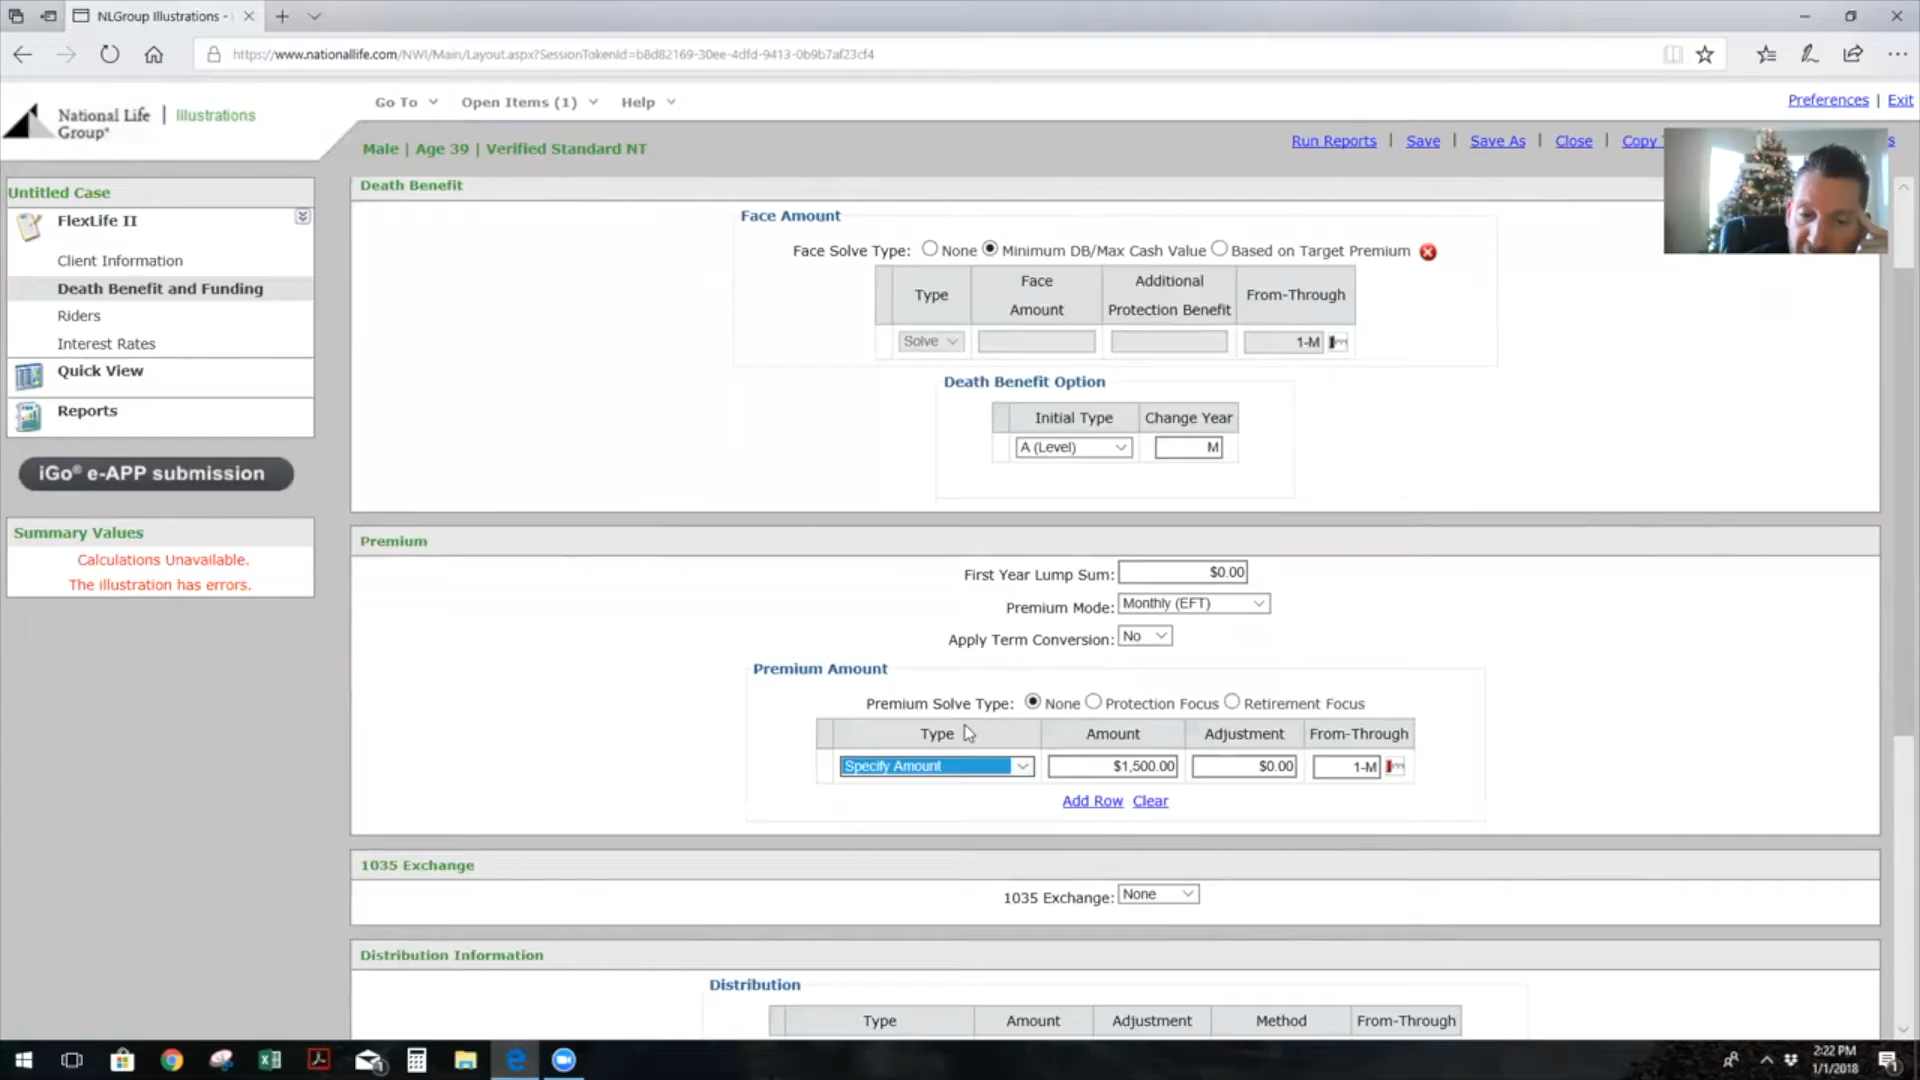 NLGroup Illustrations -
https://www.nationallife.com/NWI/Main/Layout.aspx?SessionTokenId=b8d82169-30ee-4dfd-9413-0b9b7af23cf4
National Life Group® | Illustrations
Go To Open Items (1) Help
Preferences | Exit
Male | Age 39 | Verified Standard NT
Run Reports | Save | Save As | Close | Copy
Untitled Case
FlexLife II
Client Information
Death Benefit and Funding
Riders
Interest Rates
Quick View
Reports
iGo® e-APP submission
Summary Values
Calculations Unavailable.
The illustration has errors.
Death Benefit
Face Amount
Face Solve Type: None Minimum DB/Max Cash Value Based on Target Premium
Type Face Amount Additional Protection Benefit From-Through
Solve 1-M
Death Benefit Option
Initial Type Change Year
A (Level) M
Premium
First Year Lump Sum: $0.00
Premium Mode: Monthly (EFT)
Apply Term Conversion: No
Premium Amount
Premium Solve Type: None Protection Focus Retirement Focus
Type Amount Adjustment From-Through
Specify Amount $1,500.00 $0.00 1-M
Add Row Clear
1035 Exchange
1035 Exchange: None
Distribution Information
Distribution
Type Amount Adjustment Method From-Through
2:22 PM
1/1/2018